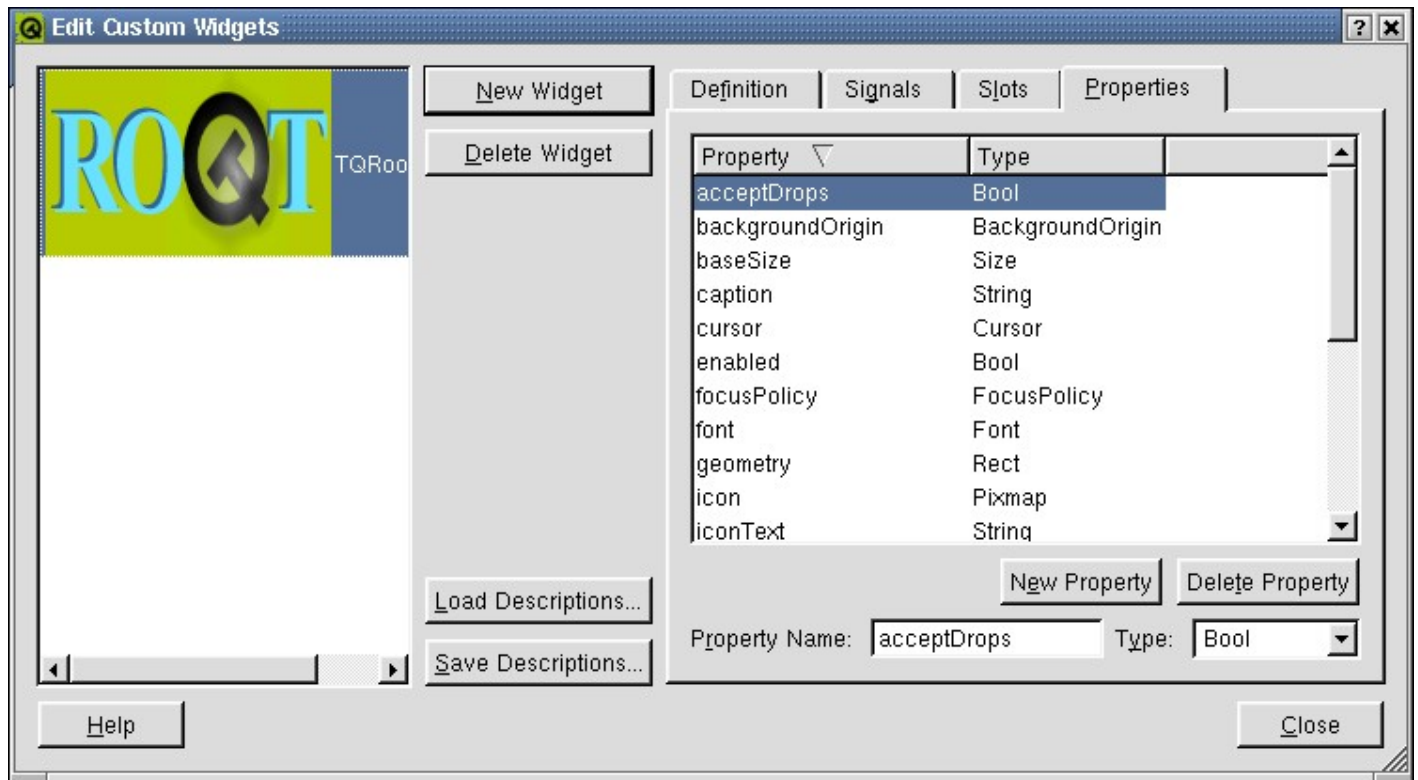 Edit Custom Widgets
ROQT
TQRoo
New Widget
Delete Widget
Load Descriptions...
Save Descriptions...
Definition Signals Slots Properties
Property Type
acceptDrops Bool
backgroundOrigin BackgroundOrigin
baseSize Size
caption String
cursor Cursor
enabled Bool
focusPolicy FocusPolicy
font Font
geometry Rect
icon Pixmap
iconText String
New Property Delete Property
Property Name: acceptDrops Type: Bool
Help Close